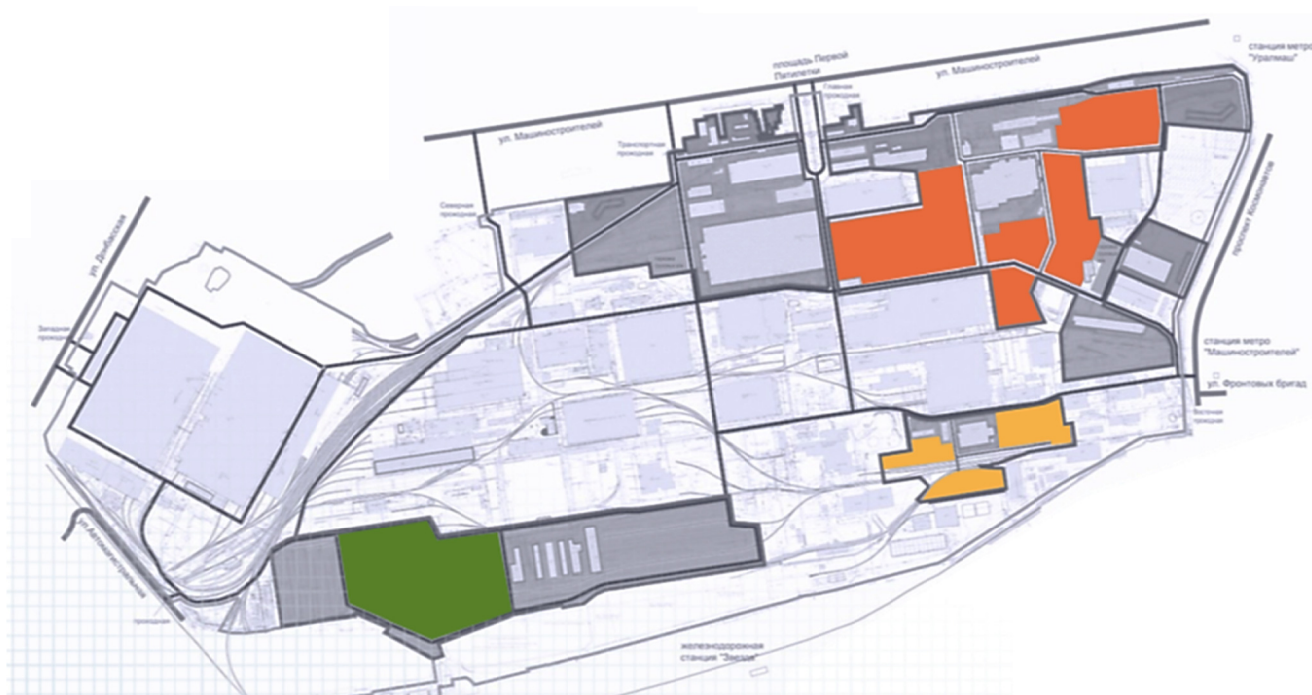 станция метро
"Уралмаш"
площадь Первой
Пятилетки
ул. Машиностроителей
Главная
проходная
ул. Машиностроителей
Транспортная
проходная
проспект Космонавтов
Северная
проходная
ул. Донбасская
Западная
проходная
станция метро
"Машиностроителей"
ул. Фронтовых бригад
Восточная
проходная
ул. Автомагистральная
проходная
железнодорожная
станция "Звезда"